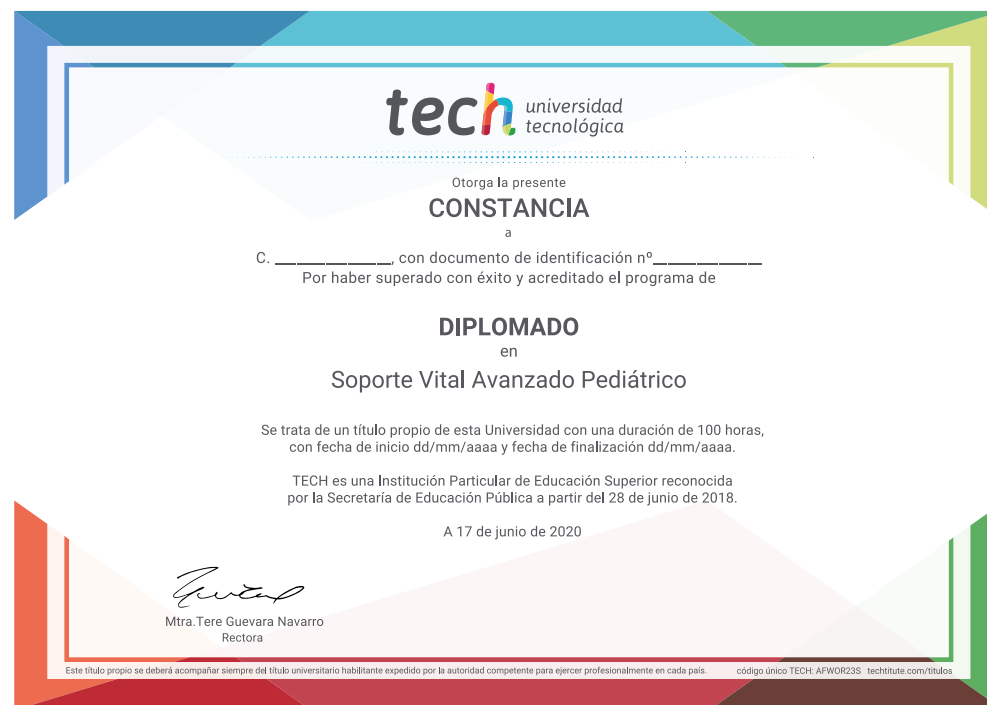 tech universidad
tecnológica
Otorga la presente
CONSTANCIA
a
C. ______________, con documento de identificación nº______________
Por haber superado con éxito y acreditado el programa de
DIPLOMADO
en
Soporte Vital Avanzado Pediátrico
Se trata de un título propio de esta Universidad con una duración de 100 horas,
con fecha de inicio dd/mm/aaaa y fecha de finalización dd/mm/aaaa.
TECH es una Institución Particular de Educación Superior reconocida
por la Secretaría de Educación Pública a partir del 28 de junio de 2018.
A 17 de junio de 2020
Mtra.Tere Guevara Navarro
Rectora
Este título propio se deberá acompañar siempre del título universitario habilitante expedido por la autoridad competente para ejercer profesionalmente en cada país. código único TECH: AFWOR23S techtitute.com/titulos